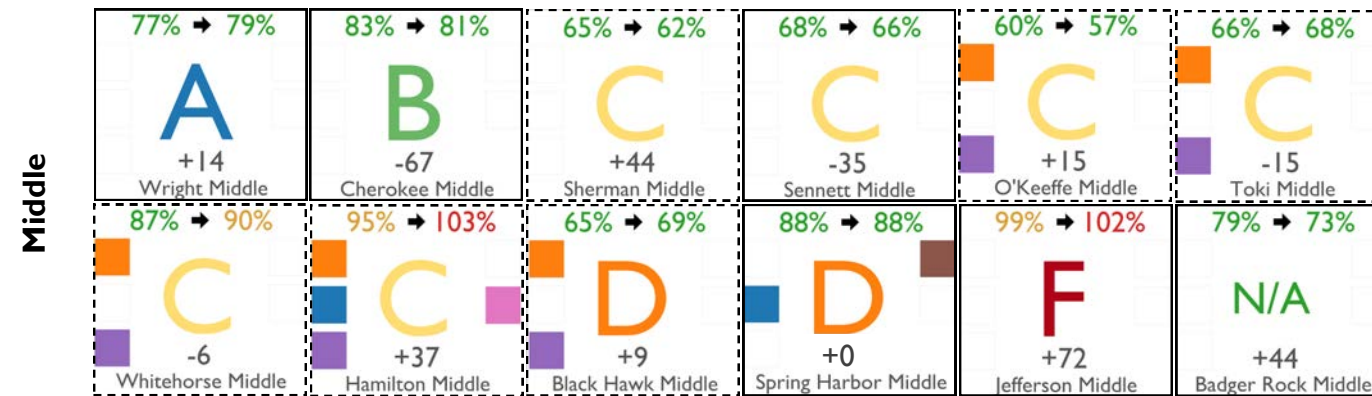 Middle
77% → 79%
A
+14
Wright Middle
83% → 81%
B
-67
Cherokee Middle
65% → 62%
C
+44
Sherman Middle
68% → 66%
C
-35
Sennett Middle
60% → 57%
C
+15
O'Keeffe Middle
66% → 68%
C
-15
Toki Middle
87% → 90%
C
-6
Whitehorse Middle
95% → 103%
C
+37
Hamilton Middle
65% → 69%
D
+9
Black Hawk Middle
88% → 88%
D
+0
Spring Harbor Middle
99% → 102%
F
+72
Jefferson Middle
79% → 73%
N/A
+44
Badger Rock Middle